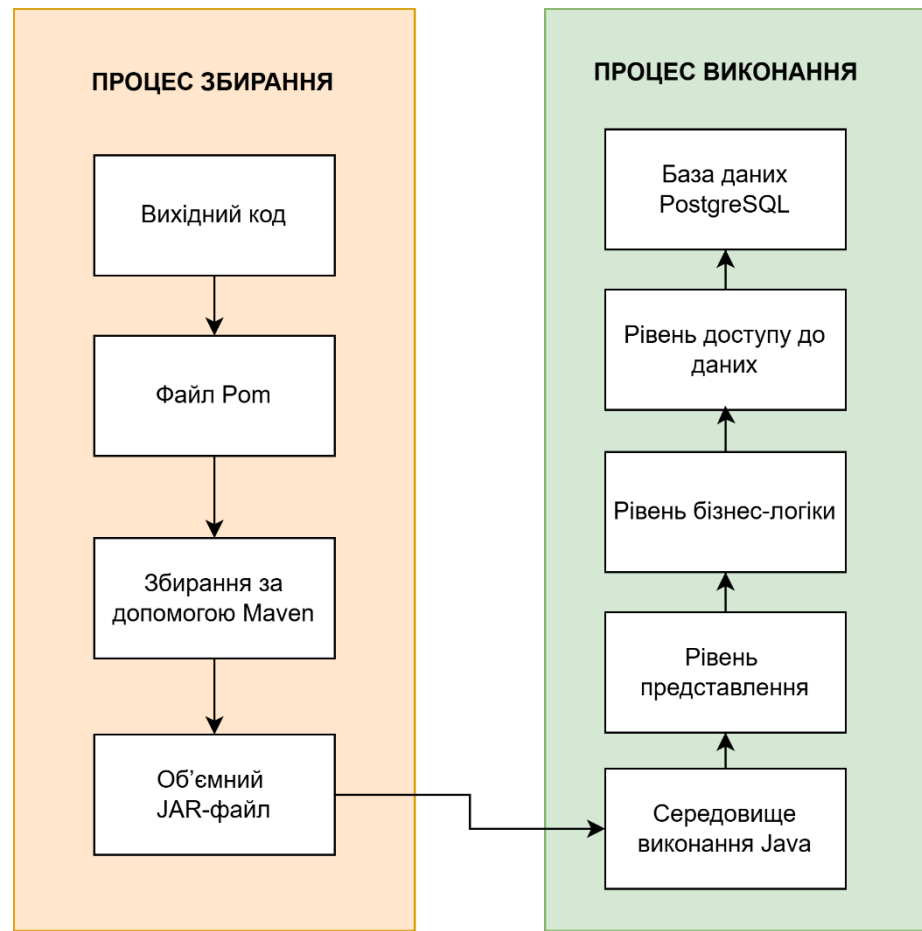 ПРОЦЕС ЗБИРАННЯ
Вихідний код
Файл Pom
Збирання за
допомогою Maven
Об’ємний
JAR-файл
ПРОЦЕС ВИКОНАННЯ
База даних
PostgreSQL
Рівень доступу до
даних
Рівень бізнес-логіки
Рівень
представлення
Середовище
виконання Java